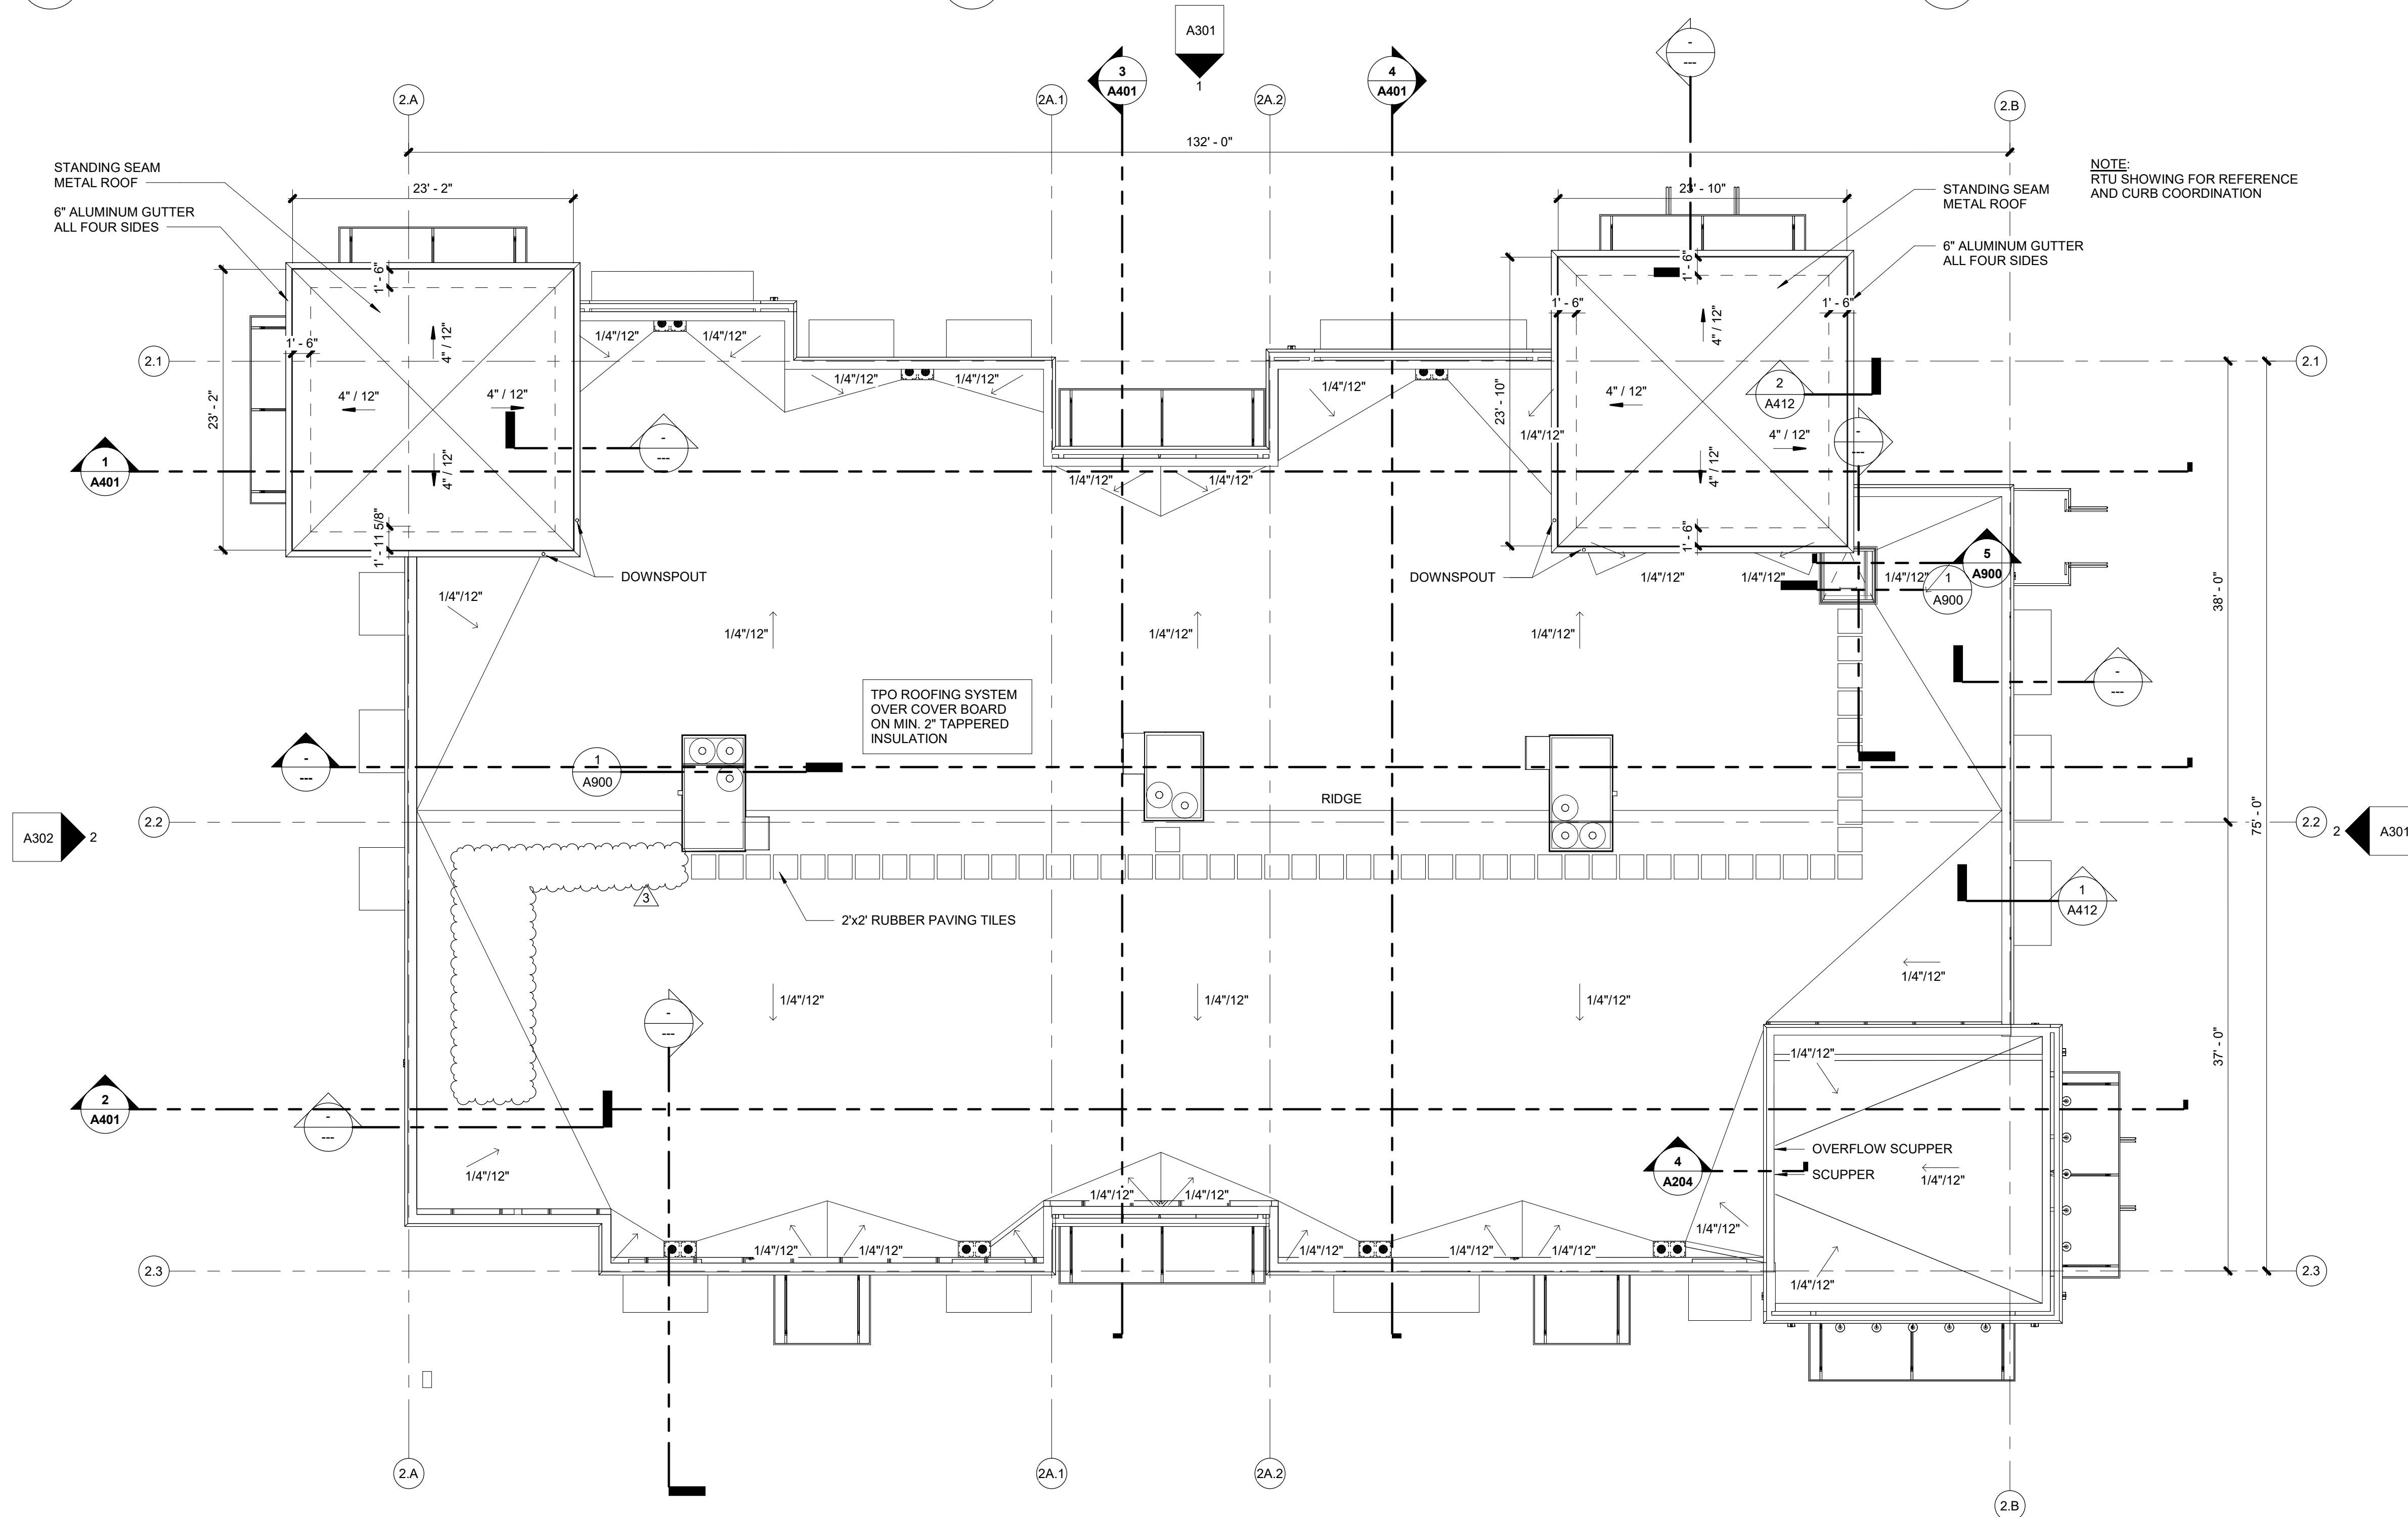 A301
1
3
A401
4
A401
-
---
2.A
2A.1
2A.2
2.B
132' - 0"
STANDING SEAM
METAL ROOF
6" ALUMINUM GUTTER
ALL FOUR SIDES
23' - 2"
23' - 10"
STANDING SEAM
METAL ROOF
6" ALUMINUM GUTTER
ALL FOUR SIDES
NOTE:
RTU SHOWING FOR REFERENCE
AND CURB COORDINATION
1' - 6"
1' - 6"
1' - 6"
1' - 6"
1' - 6"
1/4"/12"
1/4"/12"
4" / 12"
4" / 12"
2.1
2.1
1/4"/12"
1/4"/12"
1/4"/12"
4" / 12"
4" / 12"
4" / 12"
2
A412
23' - 2"
23' - 10"
1/4"/12"
4" / 12"
-
---
-
---
1
A401
4" / 12"
4" / 12"
1/4"/12"
1/4"/12"
1' - 11 5/8"
1' - 6"
DOWNSPOUT
DOWNSPOUT
1/4"/12"
1/4"/12"
1/4"/12"
5
A900
1
A900
1/4"/12"
38' - 0"
1/4"/12"
1/4"/12"
1/4"/12"
-
---
TPO ROOFING SYSTEM
OVER COVER BOARD
ON MIN. 2" TAPPERED
INSULATION
-
---
1
A900
RIDGE
A302
2
2.2
2.2
75' - 0"
2
A301
3
2'x2' RUBBER PAVING TILES
1
A412
1/4"/12"
1/4"/12"
1/4"/12"
1/4"/12"
-
---
37' - 0"
1/4"/12"
2
A401
-
---
OVERFLOW SCUPPER
SCUPPER
4
A204
1/4"/12"
1/4"/12"
1/4"/12"
1/4"/12"
1/4"/12"
1/4"/12"
1/4"/12"
1/4"/12"
1/4"/12"
1/4"/12"
2.3
2.3
1/4"/12"
2.A
2A.1
2A.2
2.B